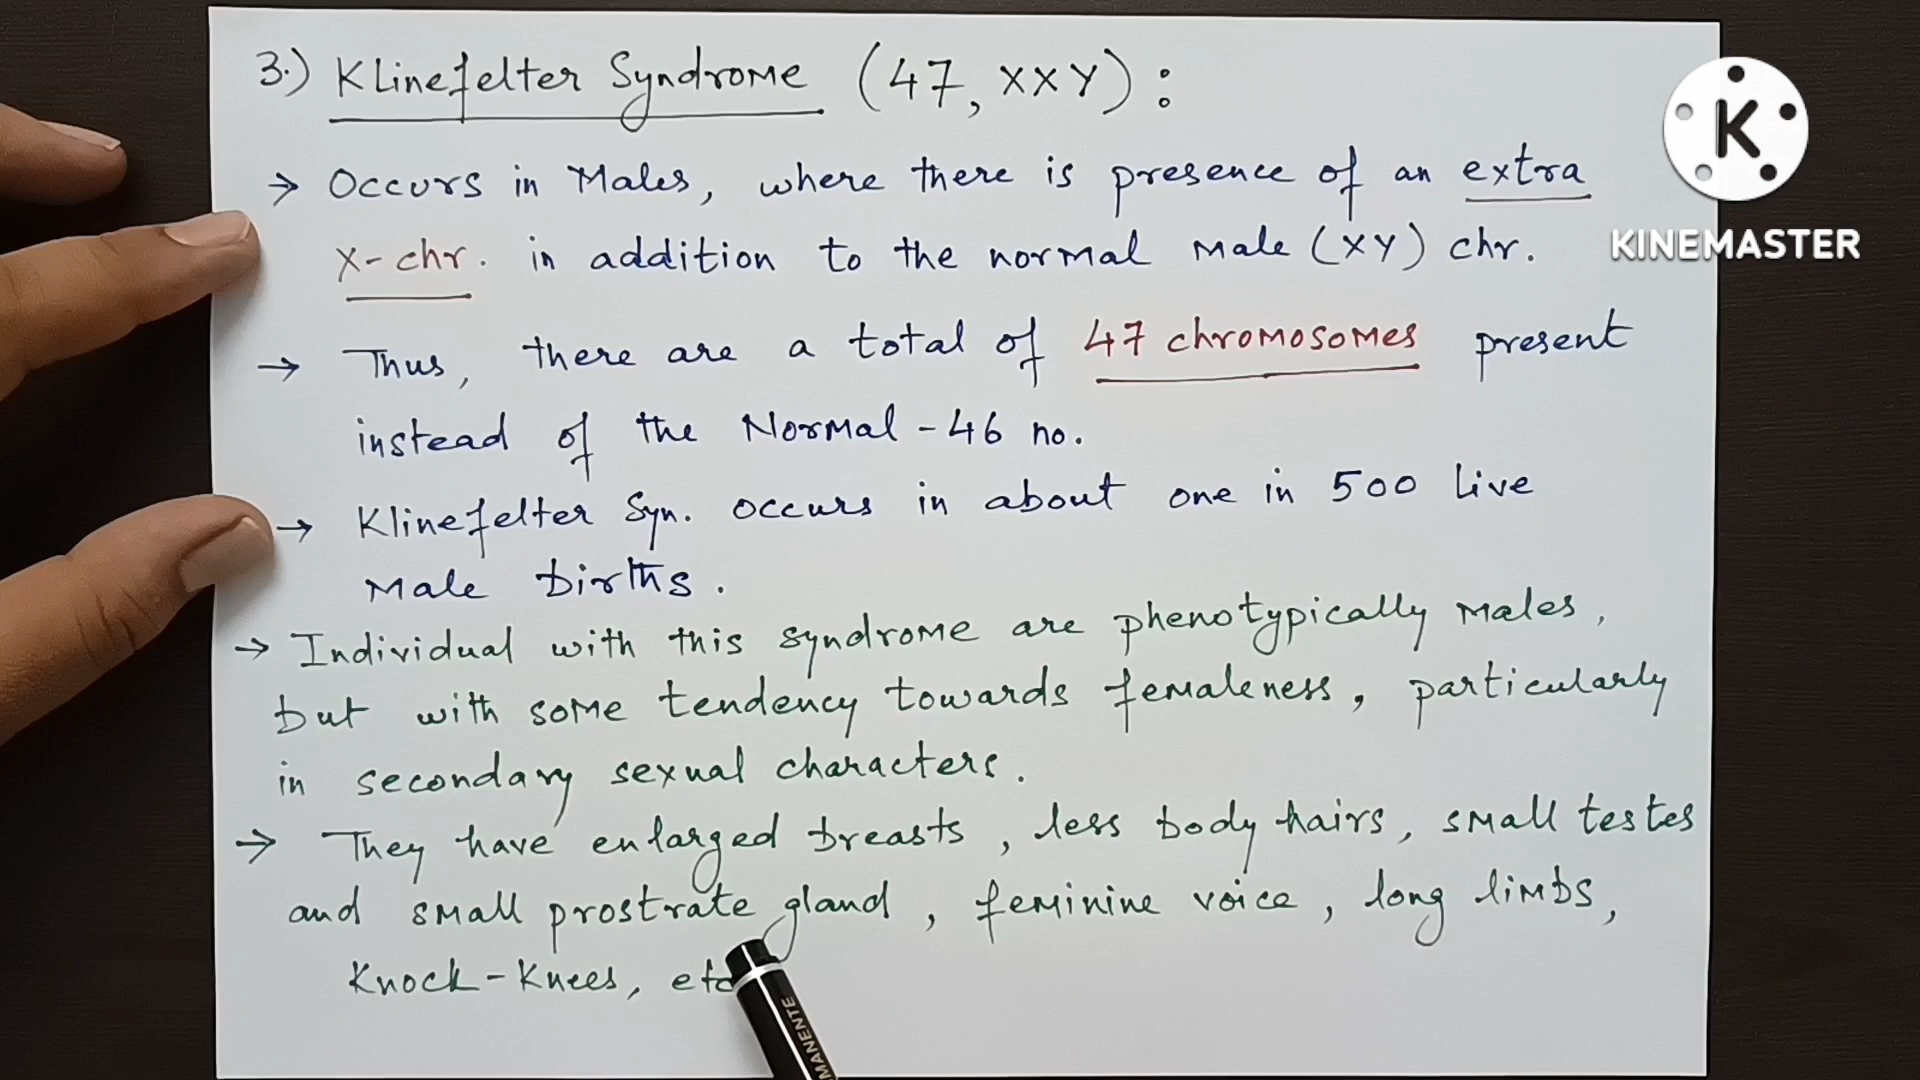 3.) Klinefelter Syndrome (47, XXY):
→ Occurs in Males, where there is presence of an extra
X-chr. in addition to the normal male (XY) chr.
→ Thus, there are a total of 47 chromosomes present
instead of the Normal - 46 no.
→ Klinefelter Syn. occurs in about one in 500 live
Male births.
→ Individual with this syndrome are phenotypically males,
but with some tendency towards femaleness, particularly
in secondary sexual characters.
→ They have enlarged breasts, less body hairs, small testes
and small prostrate gland, feminine voice, long limbs,
Knock-Knees, etc
K
KINEMASTER
MANENTE